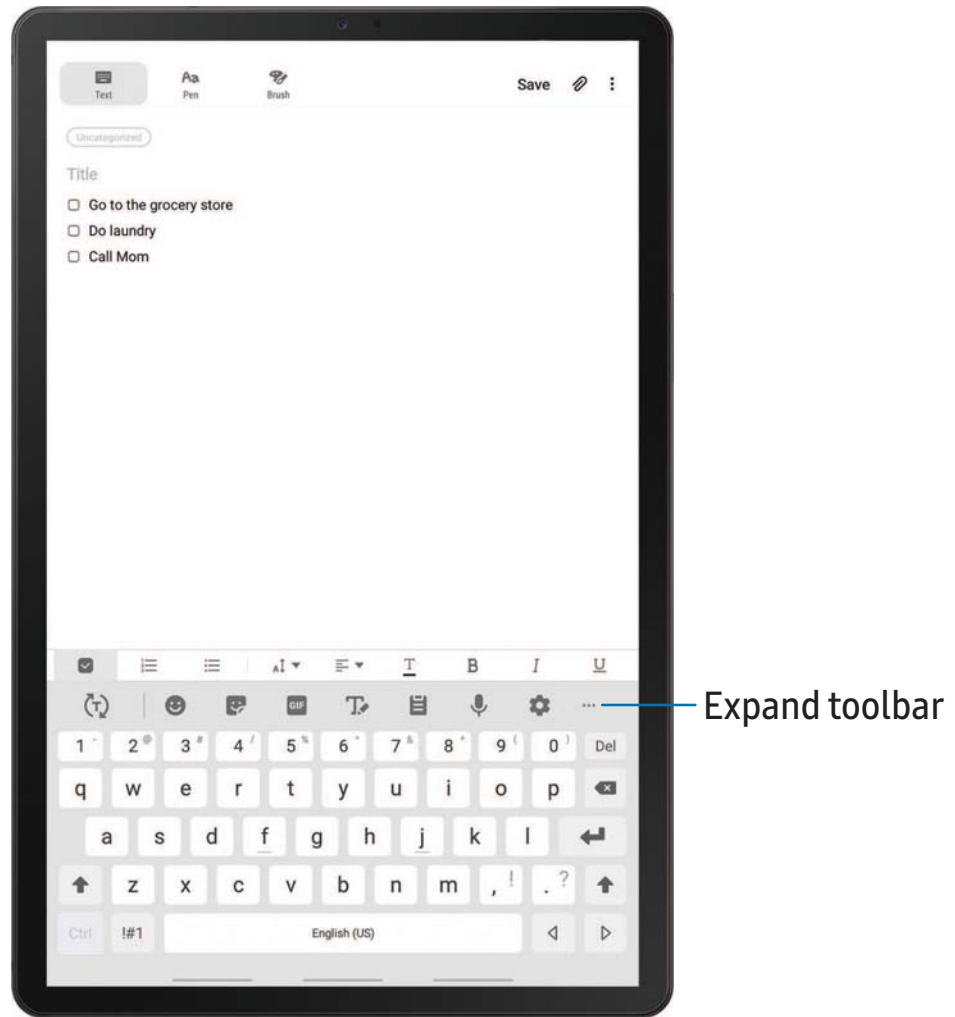 Text
Aa
Pen
Brush
Save
Uncategorized
Title
Go to the grocery store
Do laundry
Call Mom
A
T
B
I
U
T
GIF
T
Expand toolbar
1 2 @ 3 # 4 / 5 % 6 ^ 7 & 8 * 9 ( 0 ) Del
q w e r t y u i o p
a s d f g h j k l
z x c v b n m , ! . ?
Ctrl !#1 English (US)